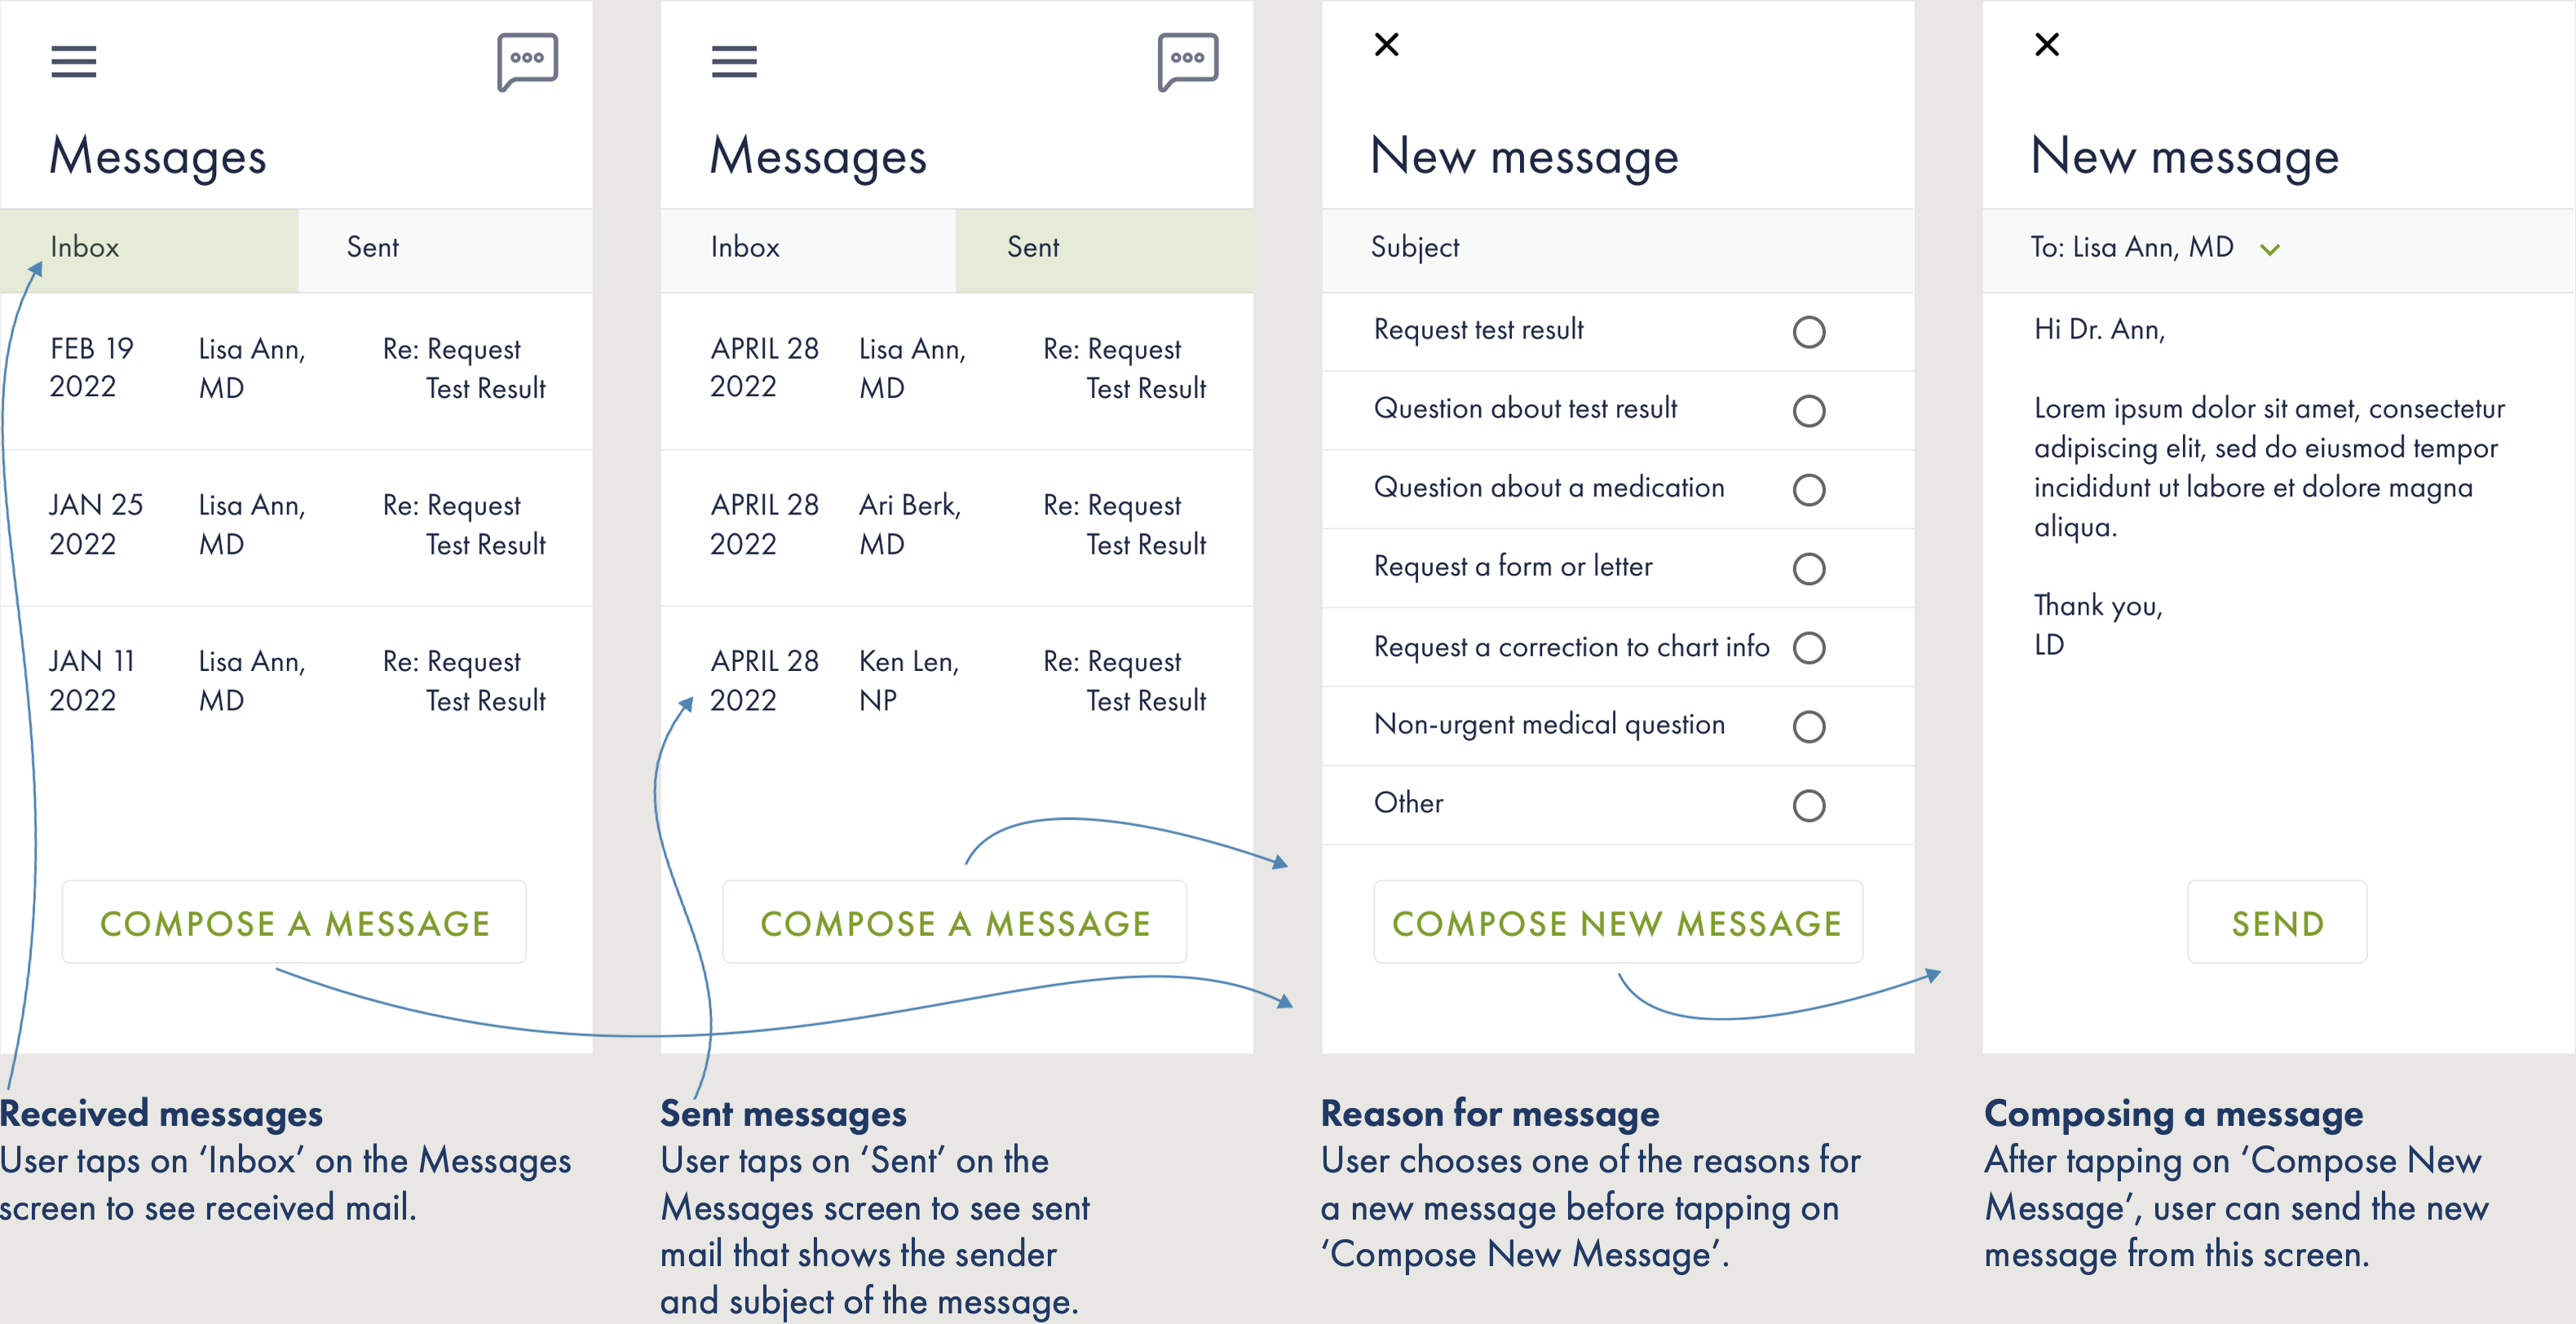 Messages
Inbox
Sent
FEB 19
2022
Lisa Ann,
MD
Re: Request
Test Result
JAN 25
2022
Lisa Ann,
MD
Re: Request
Test Result
JAN 11
2022
Lisa Ann,
MD
Re: Request
Test Result
COMPOSE A MESSAGE
Received messages
User taps on ‘Inbox’ on the Messages
screen to see received mail.
Messages
Inbox
Sent
APRIL 28
2022
Lisa Ann,
MD
Re: Request
Test Result
APRIL 28
2022
Ari Berk,
MD
Re: Request
Test Result
APRIL 28
2022
Ken Len,
NP
Re: Request
Test Result
COMPOSE A MESSAGE
Sent messages
User taps on ‘Sent’ on the
Messages screen to see sent
mail that shows the sender
and subject of the message.
New message
Subject
Request test result
Question about test result
Question about a medication
Request a form or letter
Request a correction to chart info
Non-urgent medical question
Other
COMPOSE NEW MESSAGE
Reason for message
User chooses one of the reasons for
a new message before tapping on
‘Compose New Message’.
New message
To: Lisa Ann, MD
Hi Dr. Ann,
Lorem ipsum dolor sit amet, consectetur
adipiscing elit, sed do eiusmod tempor
incididunt ut labore et dolore magna
aliqua.
Thank you,
LD
SEND
Composing a message
After tapping on ‘Compose New
Message’, user can send the new
message from this screen.